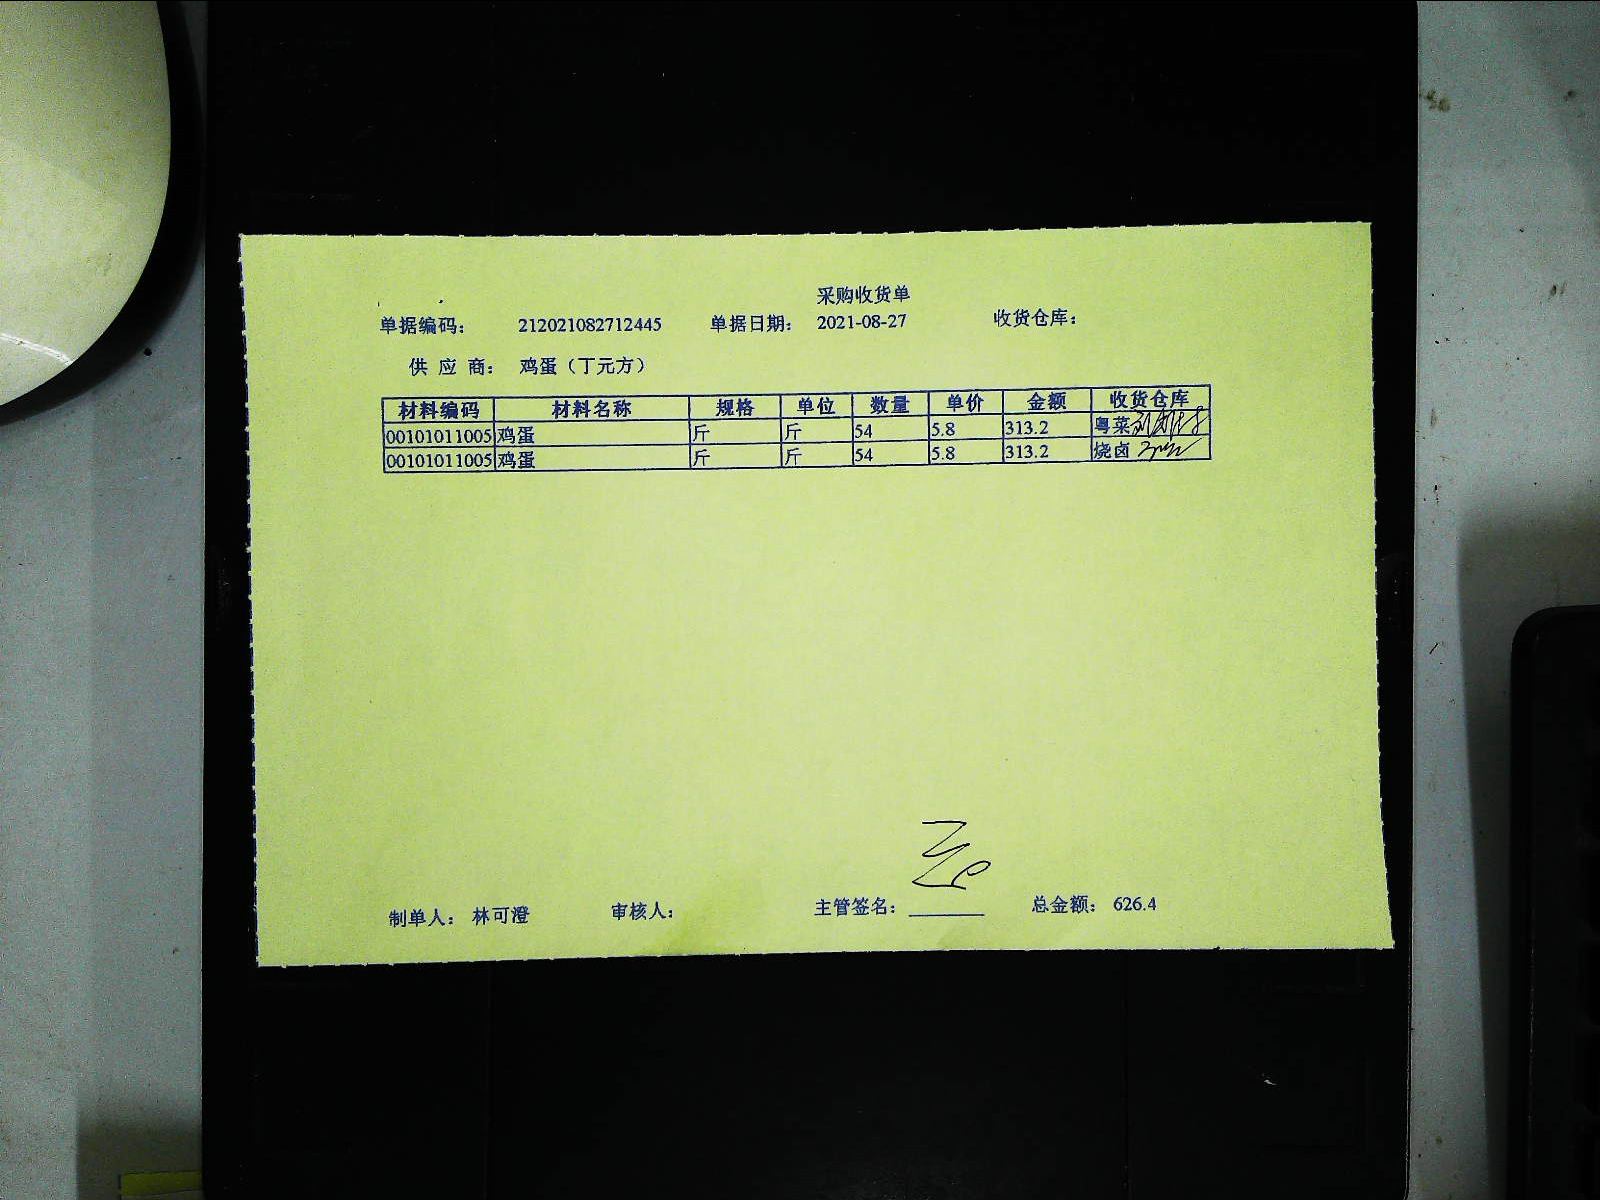 采购收货单
单据编码: 212021082712445 单据日期: 2021-08-27 收货仓库:
供 应 商: 鸡蛋（丁元方）
材料编码 材料名称 规格 单位 数量 单价 金额 收货仓库
00101011005 鸡蛋 斤 斤 54 5.8 313.2 粤菜
00101011005 鸡蛋 斤 斤 54 5.8 313.2 烧卤
制单人: 林可澄 审核人: 主管签名: 总金额: 626.4